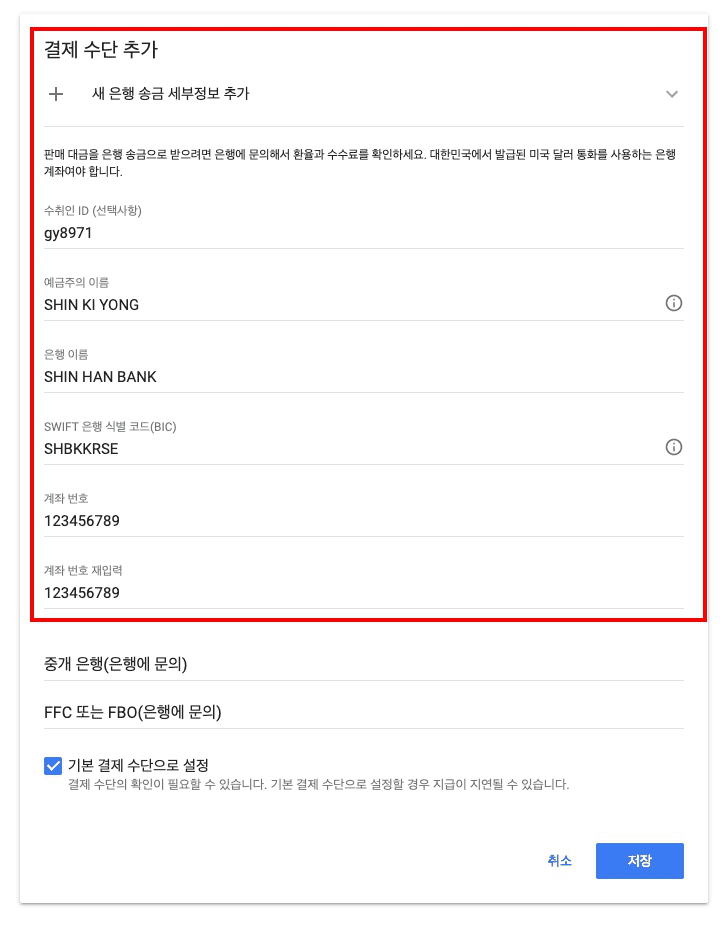 결제 수단 추가
새 은행 송금 세부정보 추가
판매 대금을 은행 송금으로 받으려면 은행에 문의해서 환율과 수수료를 확인하세요. 대한민국에서 발급된 미국 달러 통화를 사용하는 은행
계좌여야 합니다.
수취인 ID (선택사항)
gy8971
예금주의 이름
SHIN KI YONG
은행 이름
SHIN HAN BANK
SWIFT 은행 식별 코드(BIC)
SHBKKRSE
계좌 번호
123456789
계좌 번호 재입력
123456789
중개 은행(은행에 문의)
FFC 또는 FBO(은행에 문의)
기본 결제 수단으로 설정
결제 수단의 확인이 필요할 수 있습니다. 기본 결제 수단으로 설정할 경우 지급이 지연될 수 있습니다.
취소
저장